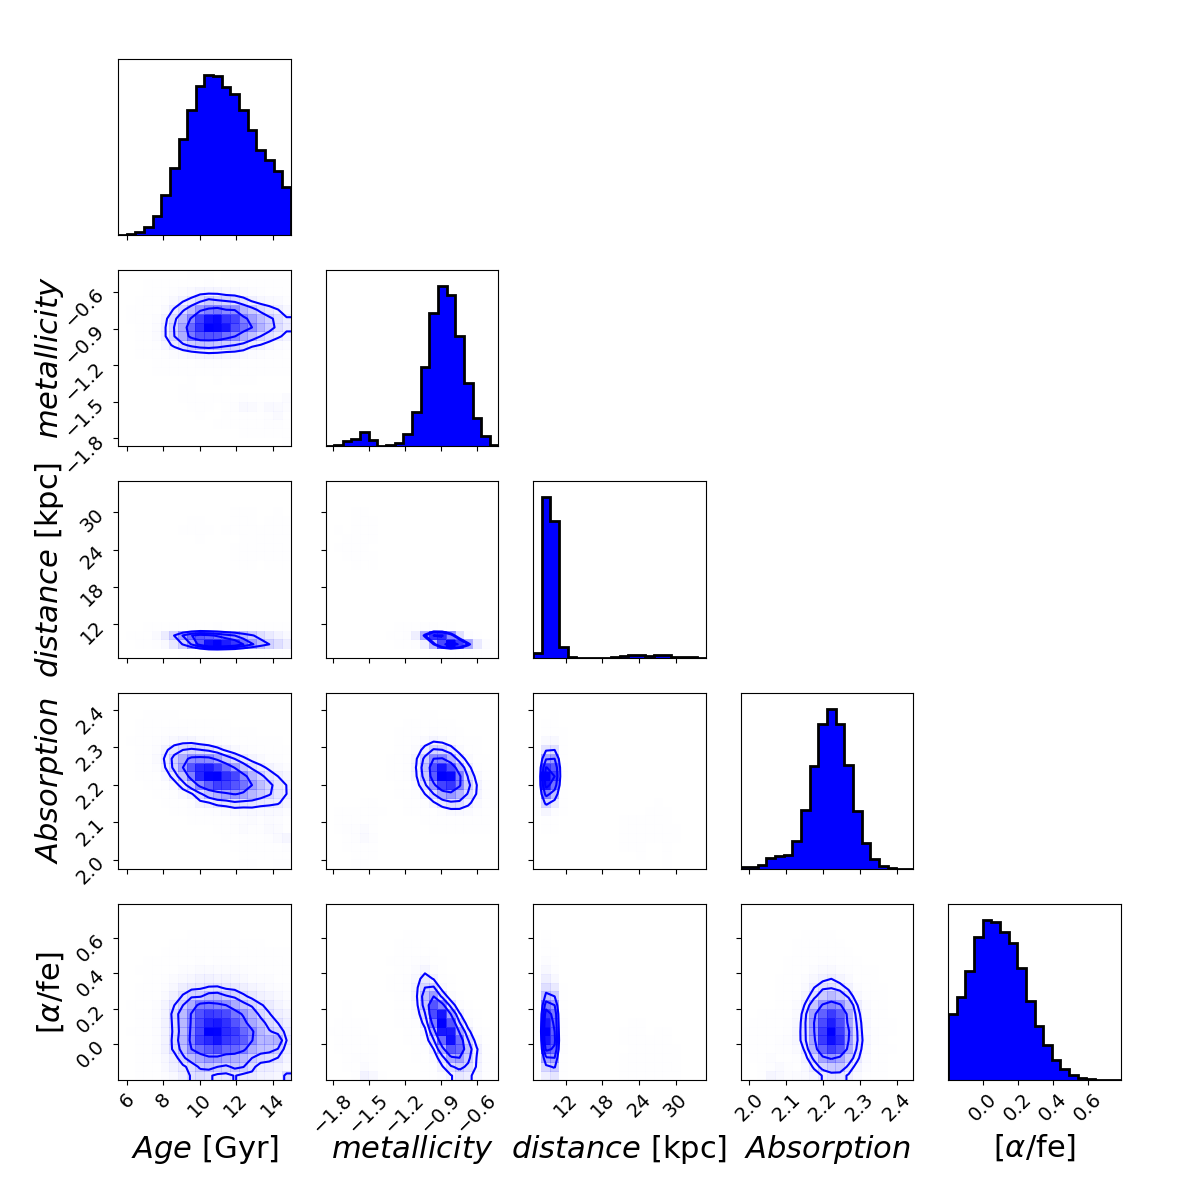 metallicity
−0.6
−0.9
−1.2
−1.5
−1.8
distance [kpc]
30
24
18
12
Absorption
2.4
2.3
2.2
2.1
2.0
[α/fe]
0.6
0.4
0.2
0.0
6 8 10 12 14
−1.8 −1.5 −1.2 −0.9 −0.6
12 18 24 30
2.0 2.1 2.2 2.3 2.4
0.0 0.2 0.4 0.6
Age [Gyr] metallicity distance [kpc] Absorption [α/fe]